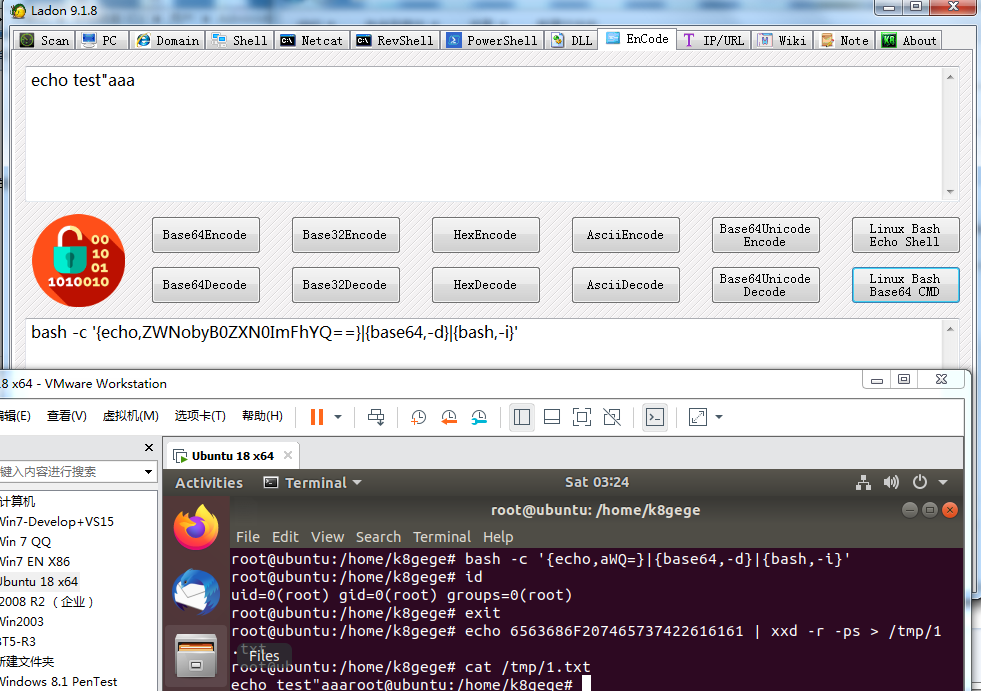 Ladon 9.1.8
Scan PC Domain Shell Netcat RevShell PowerShell DLL EnCode IP/URL Wiki Note About
echo test"aaa
00
10
01
1010010
Base64Encode Base32Encode HexEncode AsciiEncode Base64Unicode Encode Linux Bash Echo Shell
Base64Decode Base32Decode HexDecode AsciiDecode Base64Unicode Decode Linux Bash Base64 CMD
bash -c '{echo,ZWNobyB0ZXN0ImFhYQ==}|{base64,-d}|{bash,-i}'
18 x64 - VMware Workstation
编辑(E) 查看(V) 虚拟机(M) 选项卡(T) 帮助(H)
键入内容进行搜索
计算机
Win7-Develop+VS15
Win 7 QQ
Win7 EN X86
Ubuntu 18 x64
2008 R2 （企业）
Win2003
BT5-R3
新建文件夹
Windows 8.1 PenTest
Ubuntu 18 x64
Activities Terminal Sat 03:24
root@ubuntu: /home/k8gege
File Edit View Search Terminal Help
root@ubuntu:/home/k8gege# bash -c '{echo,aWQ=}|{base64,-d}|{bash,-i}'
root@ubuntu:/home/k8gege# id
uid=0(root) gid=0(root) groups=0(root)
root@ubuntu:/home/k8gege# exit
root@ubuntu:/home/k8gege# echo 6563686F207465737422616161 | xxd -r -ps > /tmp/1
.txt
Files
root@ubuntu:/home/k8gege# cat /tmp/1.txt
echo test"aaaroot@ubuntu:/home/k8gege#